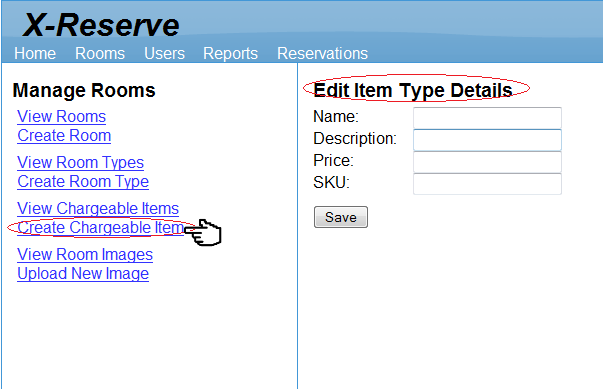 X-Reserve
Home Rooms Users Reports Reservations
Manage Rooms
View Rooms
Create Room
View Room Types
Create Room Type
View Chargeable Items
Create Chargeable Item
View Room Images
Upload New Image
Edit Item Type Details
Name:
Description:
Price:
SKU:
Save